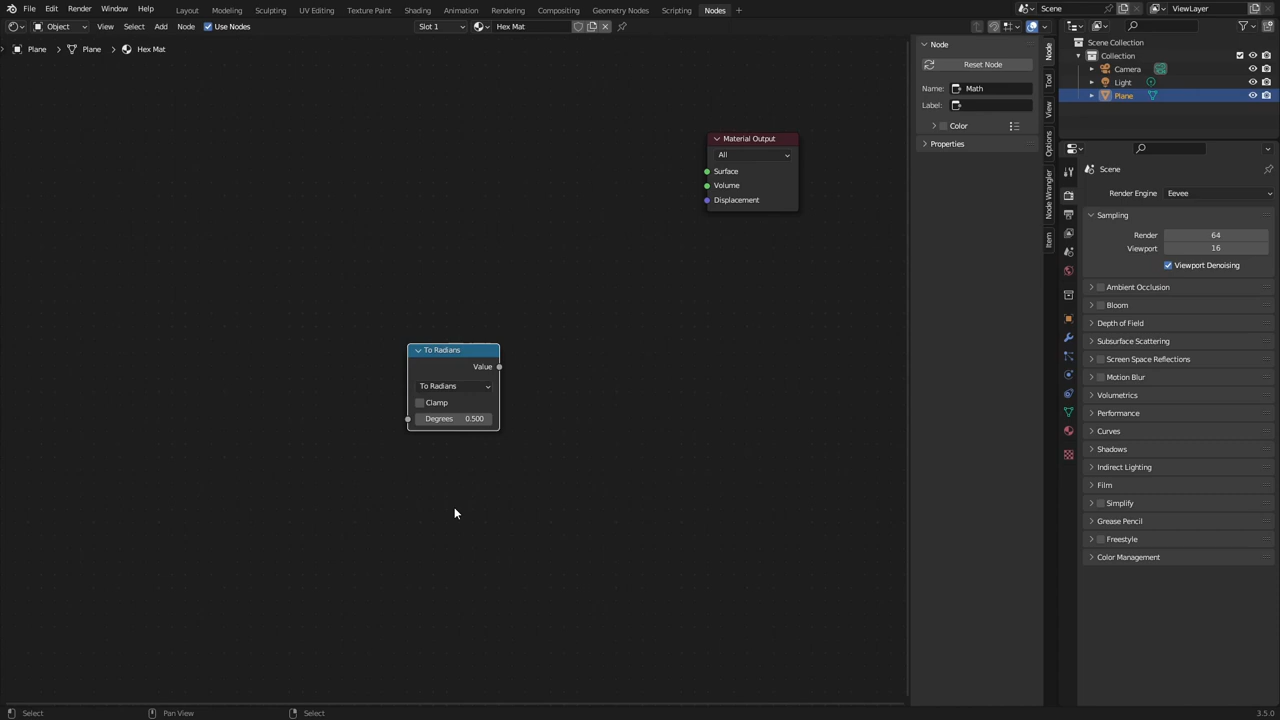 File Edit Render Window Help Layout Modeling Sculpting UV Editing Texture Paint Shading Animation Rendering Compositing Geometry Nodes Scripting Nodes + Scene ViewLayer
Object View Select Add Node Use Nodes Slot 1 Hex Mat
Plane > Plane > Hex Mat
Node
Reset Node
Name: Math
Label:
Color
Properties
Node
Tool
View
Options
Node Wrangler
Item
Material Output
All
Surface
Volume
Displacement
To Radians
Value
To Radians
Clamp
Degrees 0.500
Scene Collection
Collection
Camera
Light
Plane
Scene
Render Engine Eevee
Sampling
Render 64
Viewport 16
Viewport Denoising
Ambient Occlusion
Bloom
Depth of Field
Subsurface Scattering
Screen Space Reflections
Motion Blur
Volumetrics
Performance
Curves
Shadows
Indirect Lighting
Film
Simplify
Grease Pencil
Freestyle
Color Management
Select Pan View Select 3.5.0